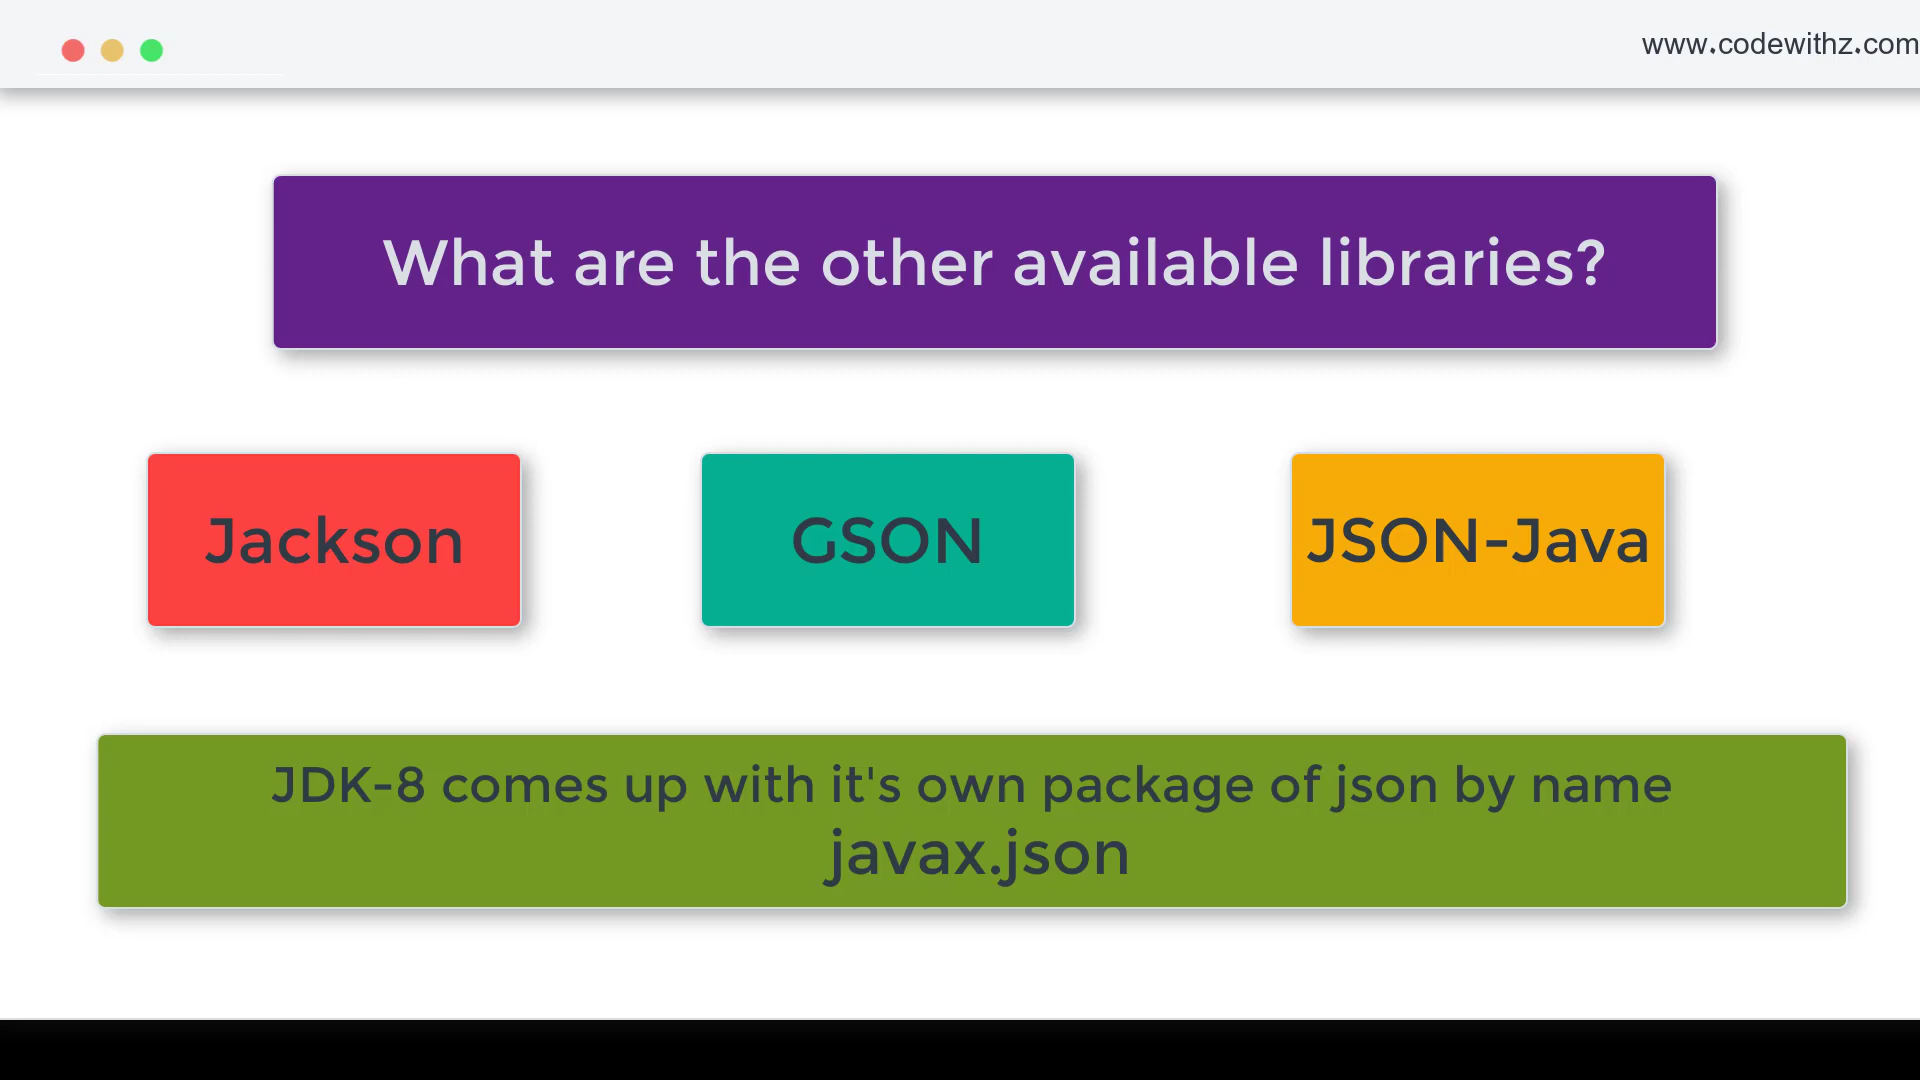 www.codewithz.com
What are the other available libraries?
Jackson
GSON
JSON-Java
JDK-8 comes up with it's own package of json by name
javax.json